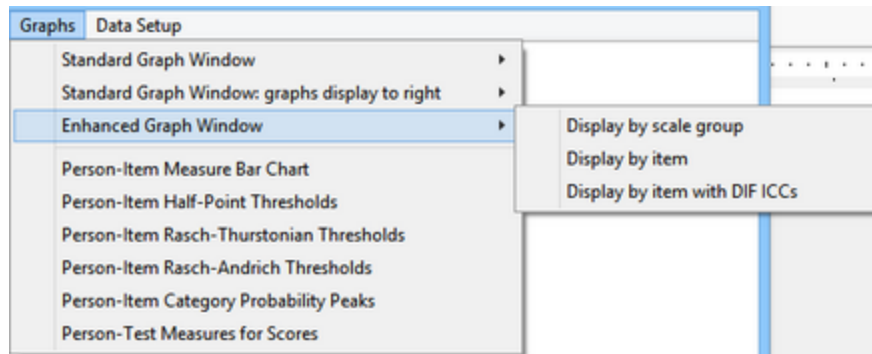 Graphs Data Setup
Standard Graph Window
Standard Graph Window: graphs display to right
Enhanced Graph Window
Display by scale group
Display by item
Display by item with DIF ICCs
Person-Item Measure Bar Chart
Person-Item Half-Point Thresholds
Person-Item Rasch-Thurstonian Thresholds
Person-Item Rasch-Andrich Thresholds
Person-Item Category Probability Peaks
Person-Test Measures for Scores